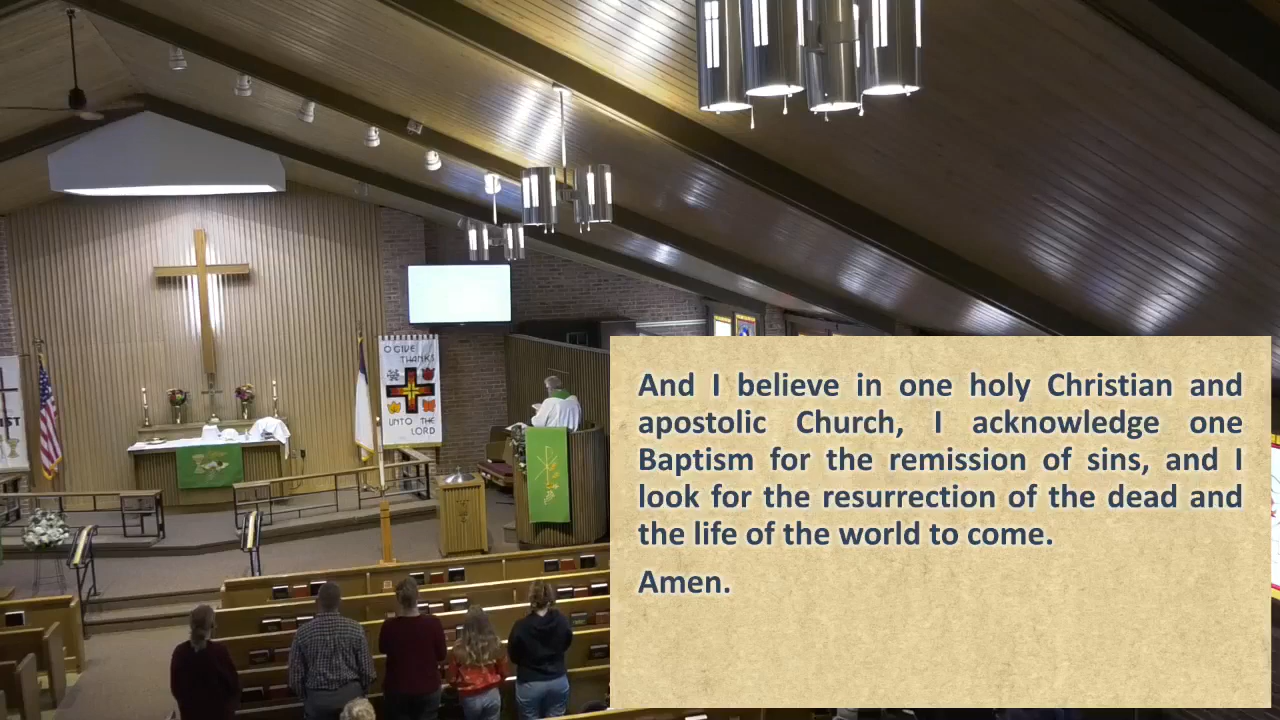 O GIVE
THANKS
UNTO THE
LORD
And I believe in one holy Christian and
apostolic Church, I acknowledge one
Baptism for the remission of sins, and I
look for the resurrection of the dead and
the life of the world to come.
Amen.